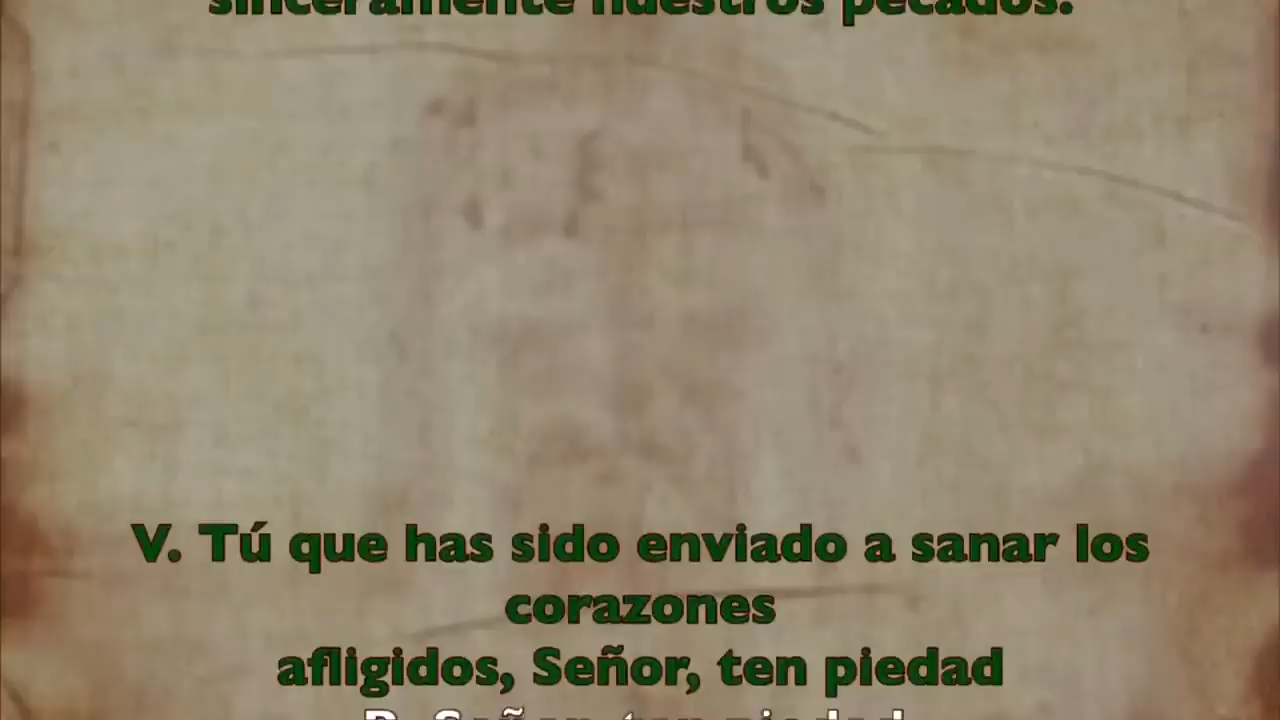 sinceramente nuestros pecados.
V. Tú que has sido enviado a sanar los
corazones
afligidos, Señor, ten piedad
R. Señor, ten piedad